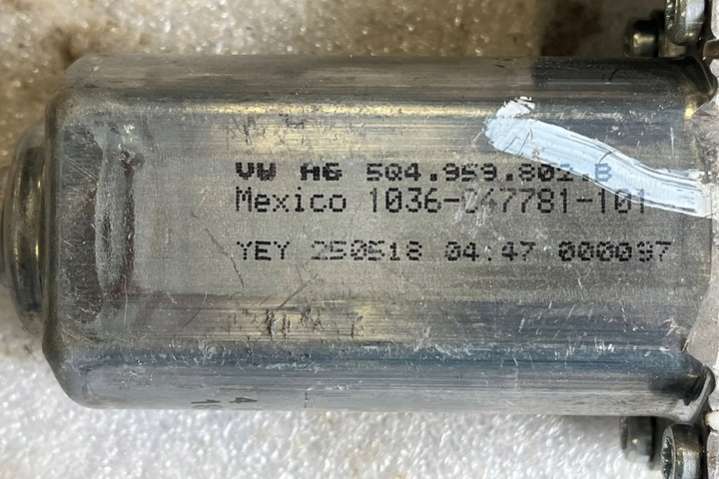 VW AG 5Q4.959.802.B
Mexico 1036-047781-101
YEY 250518 04:47 000097